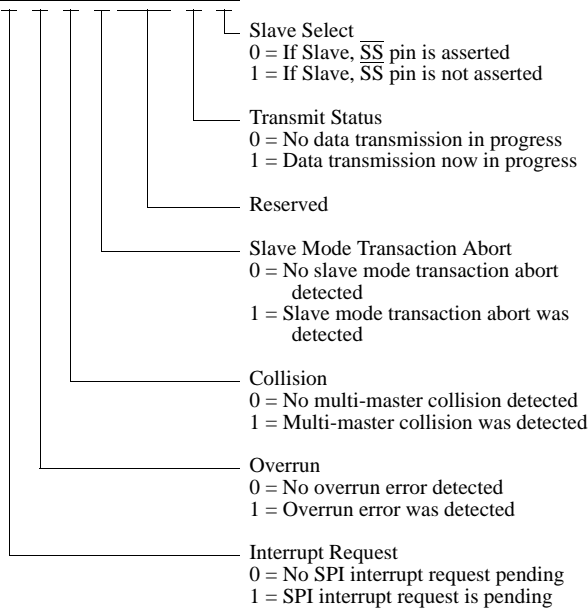 Slave Select
0 = If Slave, S̅S̅ pin is asserted
1 = If Slave, S̅S̅ pin is not asserted
Transmit Status
0 = No data transmission in progress
1 = Data transmission now in progress
Reserved
Slave Mode Transaction Abort
0 = No slave mode transaction abort
detected
1 = Slave mode transaction abort was
detected
Collision
0 = No multi-master collision detected
1 = Multi-master collision was detected
Overrun
0 = No overrun error detected
1 = Overrun error was detected
Interrupt Request
0 = No SPI interrupt request pending
1 = SPI interrupt request is pending